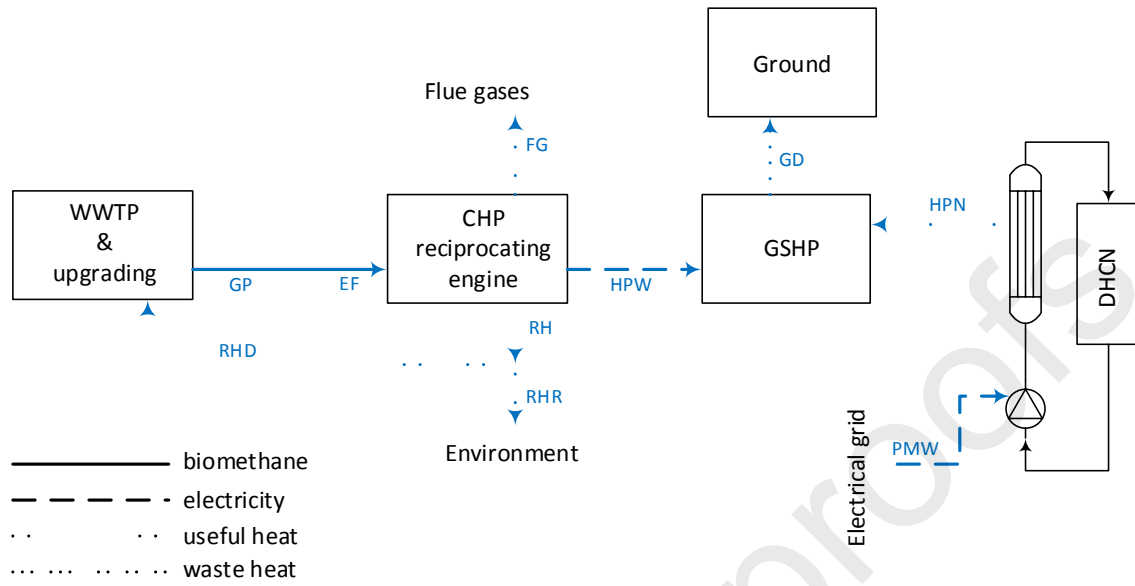 Ground
Flue gases
FG
GD
WWTP
&
upgrading
CHP
reciprocating
engine
GSHP
HPN
DHCN
GP
EF
HPW
RH
RHD
RHR
Environment
Electrical grid
PMW
biomethane
electricity
useful heat
waste heat
proofs